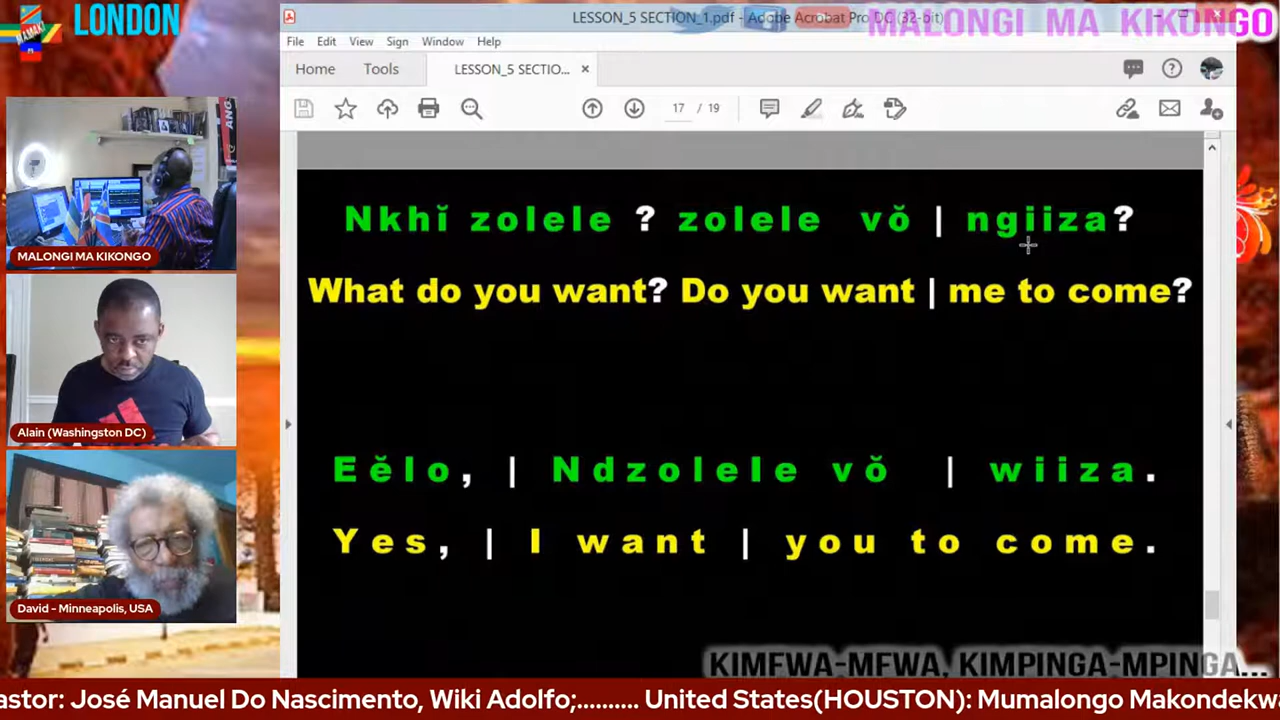 LONDON
LESSON_5 SECTION_1.pdf - Adobe Acrobat Pro DC (32-bit)
MALONGI MA KIKONGO
File Edit View Sign Window Help
Home Tools LESSON_5 SECTIO... ×
17 / 19
Nkhĭ zolele ? zolele vŏ | ngiiza?
What do you want? Do you want | me to come?
Eĕlo, | Ndzolele vŏ | wiiza.
Yes, | I want | you to come.
MALONGI MA KIKONGO
Alain (Washington DC)
David - Minneapolis, USA
KIMFWA-MFWA, KIMPINGA-MPINGA...
astor: José Manuel Do Nascimento, Wiki Adolfo;.......... United States(HOUSTON): Mumalongo Makondekwa